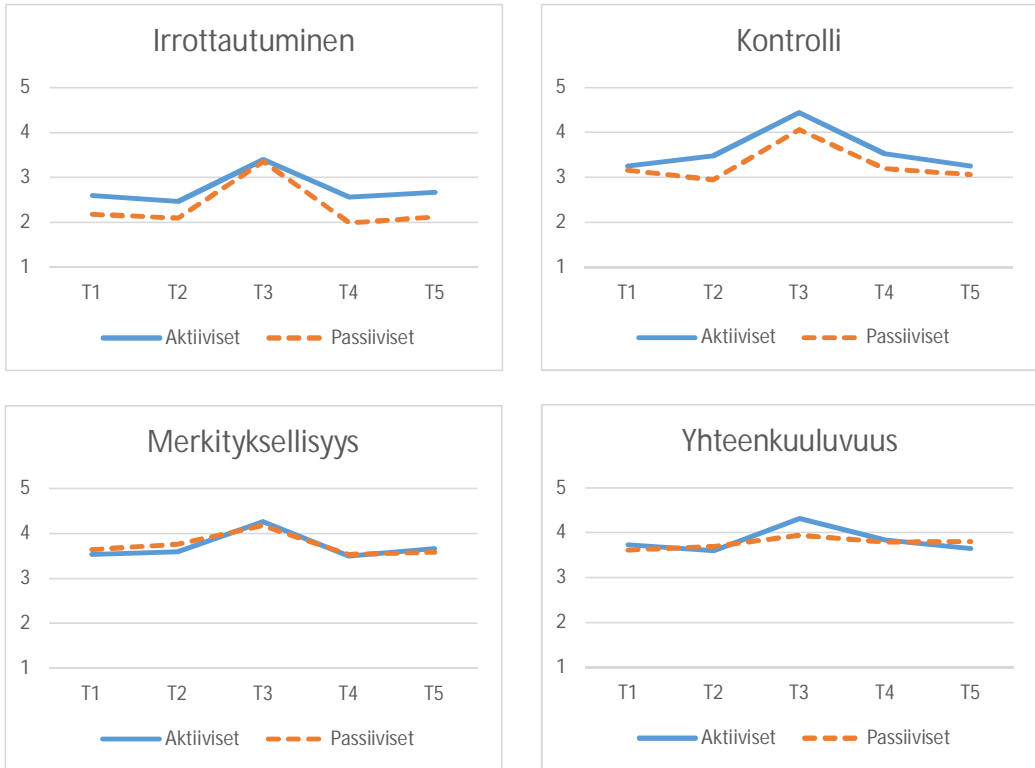 Irrottautuminen
5
4
3
2
1
T1 T2 T3 T4 T5
Aktiiviset Passiiviset
Kontrolli
5
4
3
2
1
T1 T2 T3 T4 T5
Aktiiviset Passiiviset
Merkityksellisyys
5
4
3
2
1
T1 T2 T3 T4 T5
Aktiiviset Passiiviset
Yhteenkuuluvuus
5
4
3
2
1
T1 T2 T3 T4 T5
Aktiiviset Passiiviset